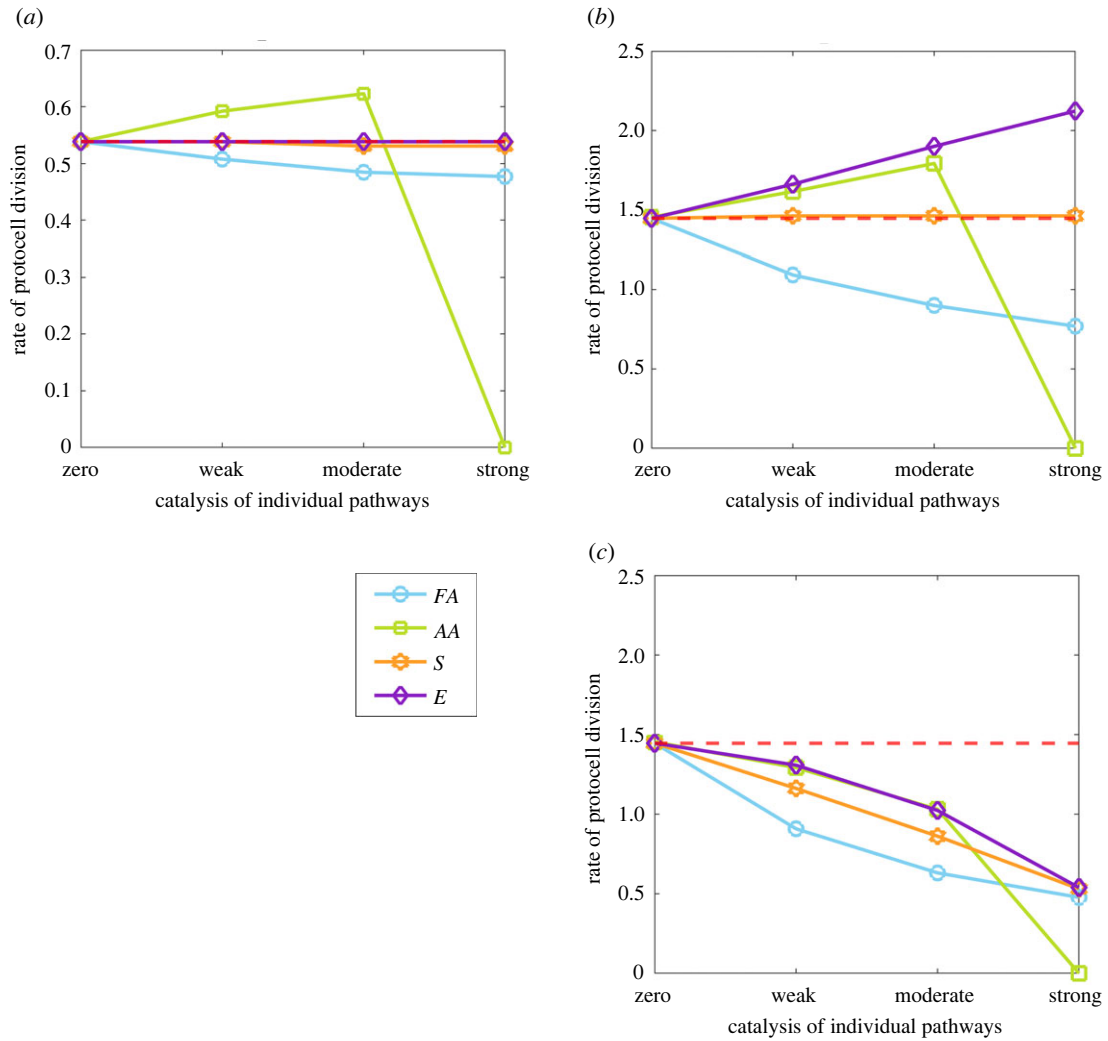 (a)
0.7
0.6
0.5
0.4
0.3
0.2
0.1
0
rate of protocell division
zero weak moderate strong
catalysis of individual pathways
(b)
2.5
2.0
1.5
1.0
0.5
0
rate of protocell division
zero weak moderate strong
catalysis of individual pathways
FA
AA
S
E
(c)
2.5
2.0
1.5
1.0
0.5
0
rate of protocell division
zero weak moderate strong
catalysis of individual pathways